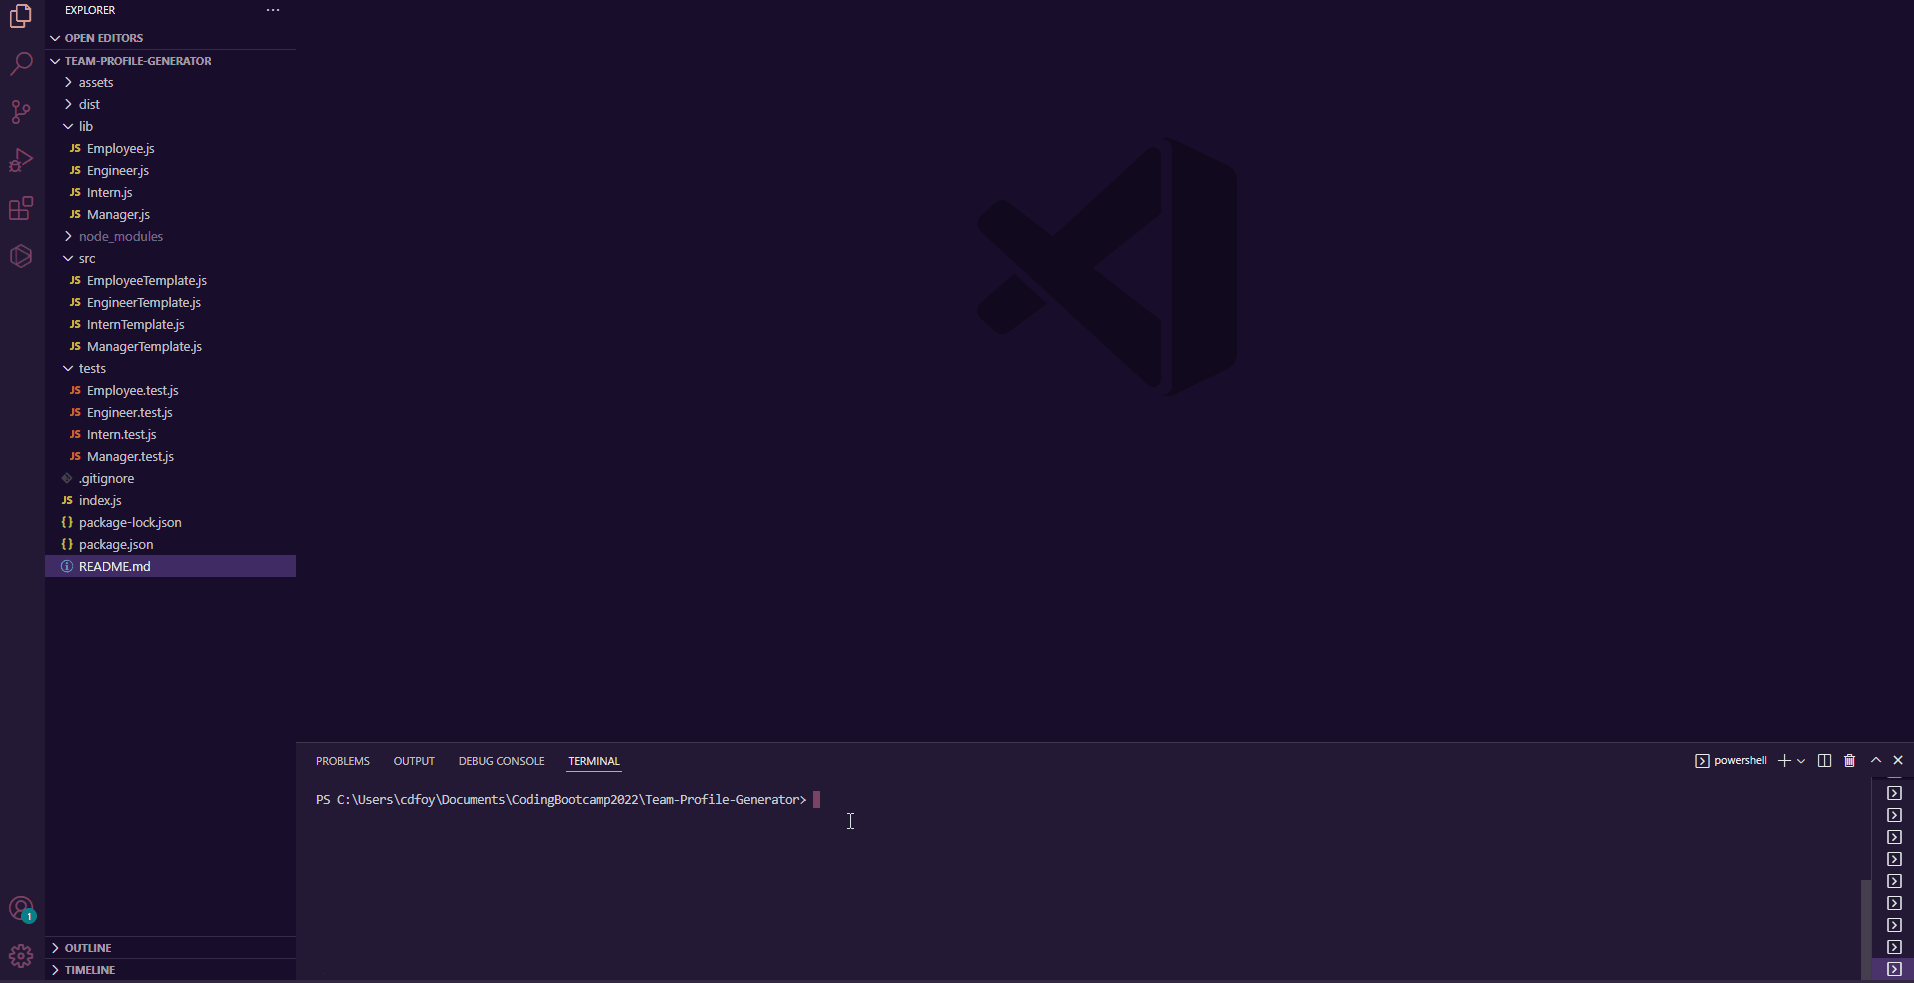 EXPLORER
OPEN EDITORS
TEAM-PROFILE-GENERATOR
assets
dist
lib
JS Employee.js
JS Engineer.js
JS Intern.js
JS Manager.js
node_modules
src
JS EmployeeTemplate.js
JS EngineerTemplate.js
JS InternTemplate.js
JS ManagerTemplate.js
tests
JS Employee.test.js
JS Engineer.test.js
JS Intern.test.js
JS Manager.test.js
.gitignore
JS index.js
{} package-lock.json
{} package.json
README.md
1
OUTLINE
TIMELINE
PROBLEMS OUTPUT DEBUG CONSOLE TERMINAL powershell
PS C:\Users\cdfoy\Documents\CodingBootcamp2022\Team-Profile-Generator>